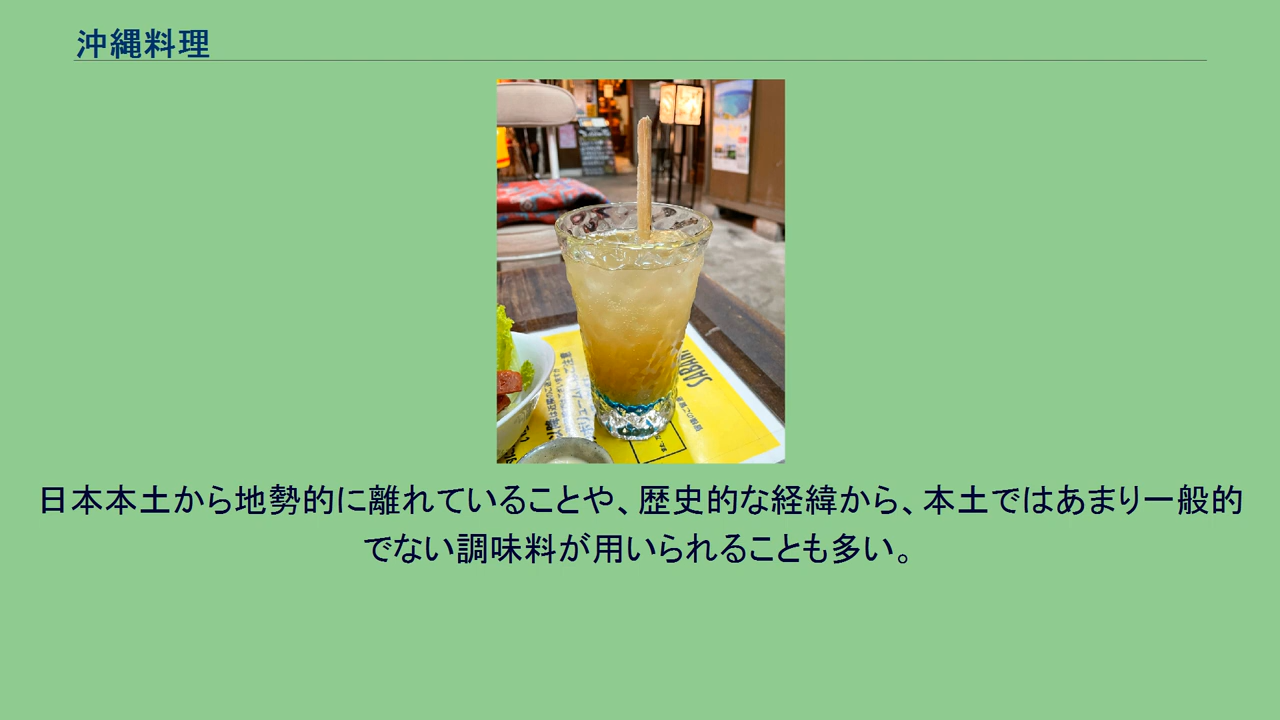 沖縄料理
SABANI
日本本土から地勢的に離れていることや、歴史的な経緯から、本土ではあまり一般的
でない調味料が用いられることも多い。